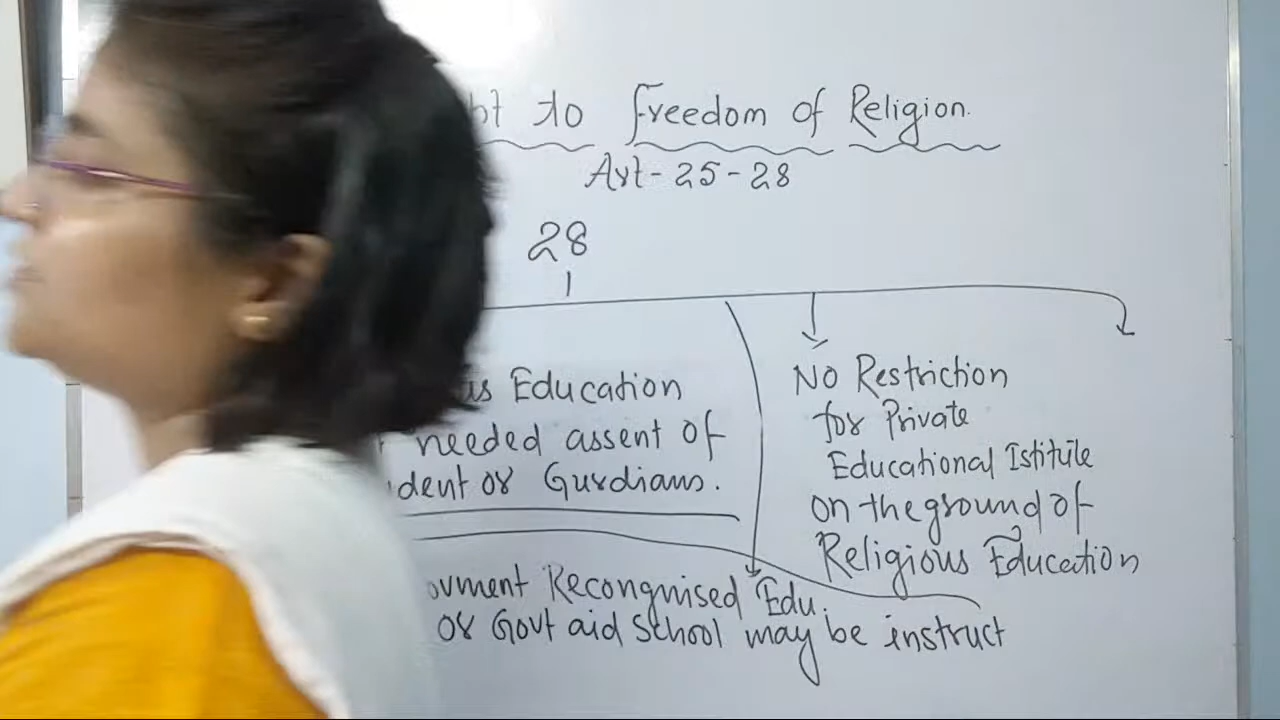 to Freedom of Religion.
Art-25-28
28
Education
needed assent of
or Gurdians.
No Restriction
for Private
Educational Istitute
on the ground of
Religious Education
Recongnised Edu.
or Govt aid School may be instruct